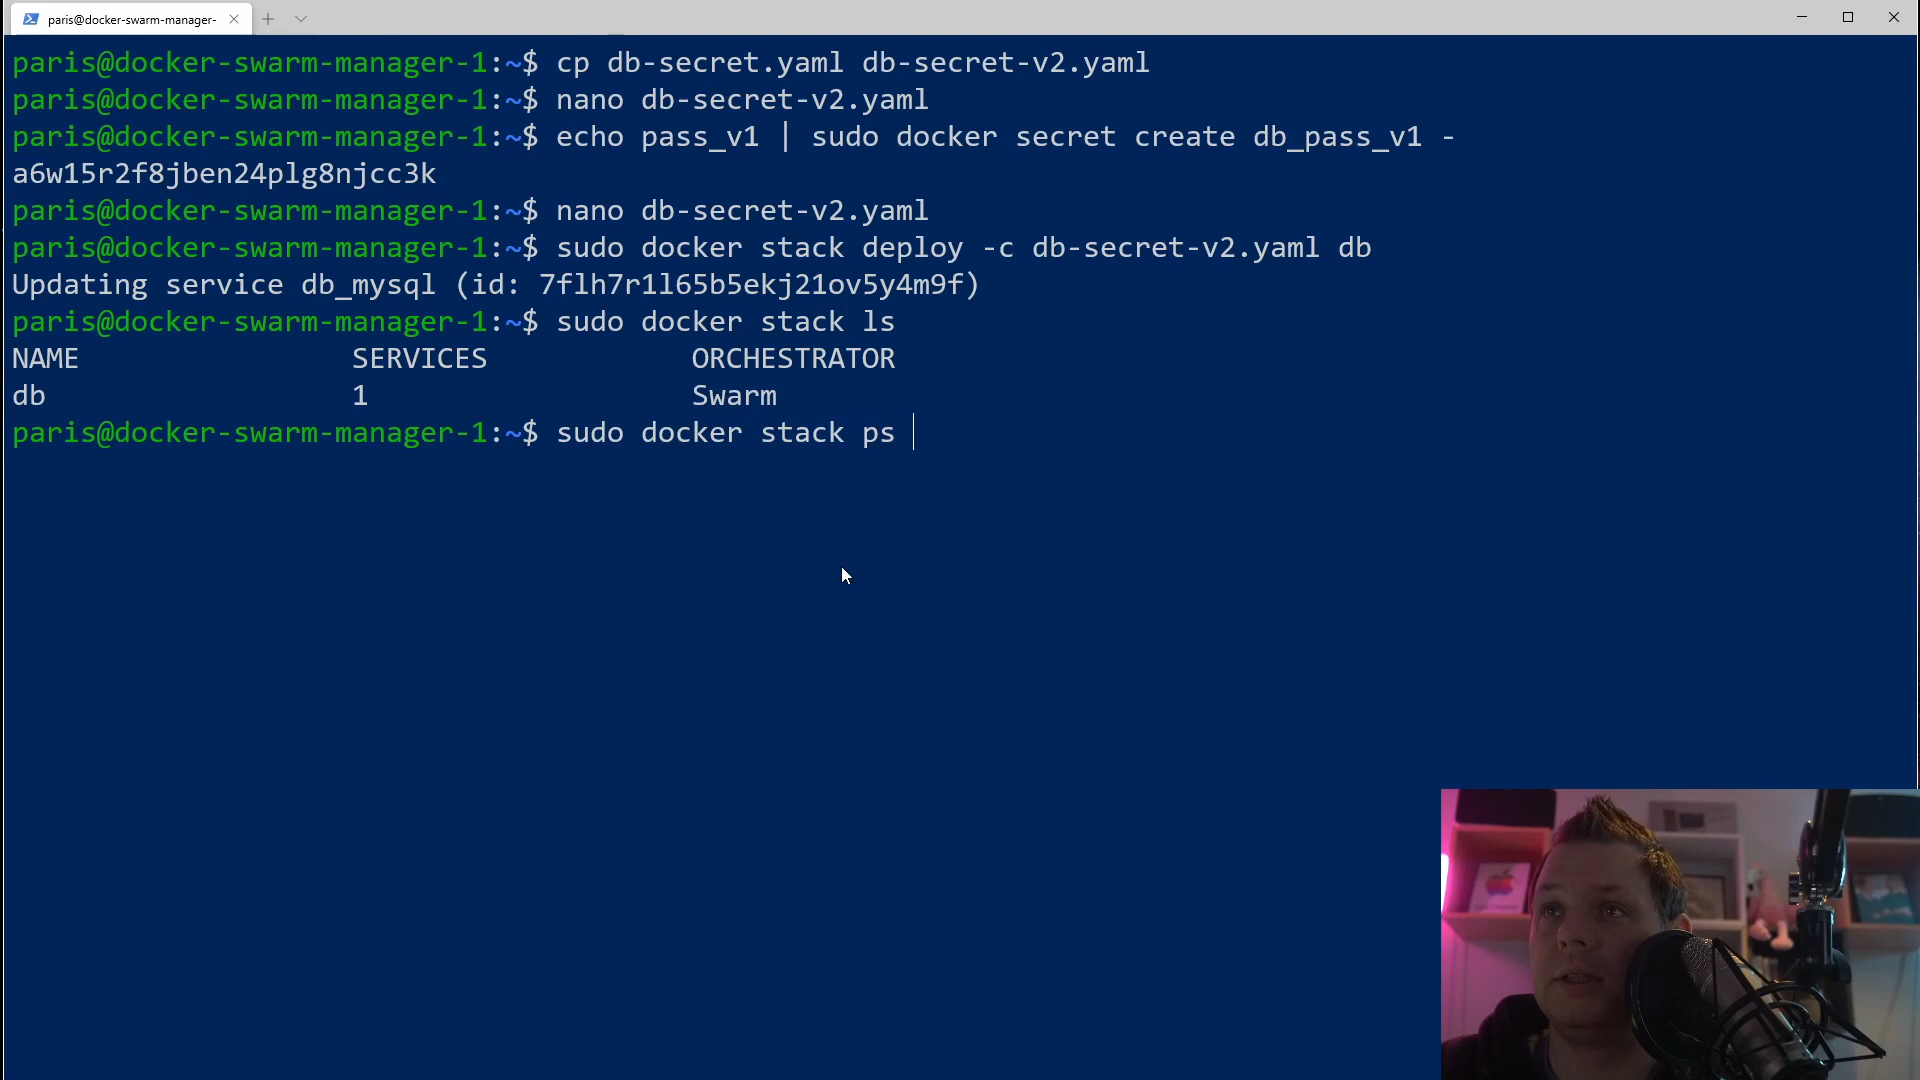 paris@docker-swarm-manager-
paris@docker-swarm-manager-1:~$ cp db-secret.yaml db-secret-v2.yaml
paris@docker-swarm-manager-1:~$ nano db-secret-v2.yaml
paris@docker-swarm-manager-1:~$ echo pass_v1 | sudo docker secret create db_pass_v1 -
a6w15r2f8jben24plg8njcc3k
paris@docker-swarm-manager-1:~$ nano db-secret-v2.yaml
paris@docker-swarm-manager-1:~$ sudo docker stack deploy -c db-secret-v2.yaml db
Updating service db_mysql (id: 7flh7r1l65b5ekj21ov5y4m9f)
paris@docker-swarm-manager-1:~$ sudo docker stack ls
NAME SERVICES ORCHESTRATOR
db 1 Swarm
paris@docker-swarm-manager-1:~$ sudo docker stack ps